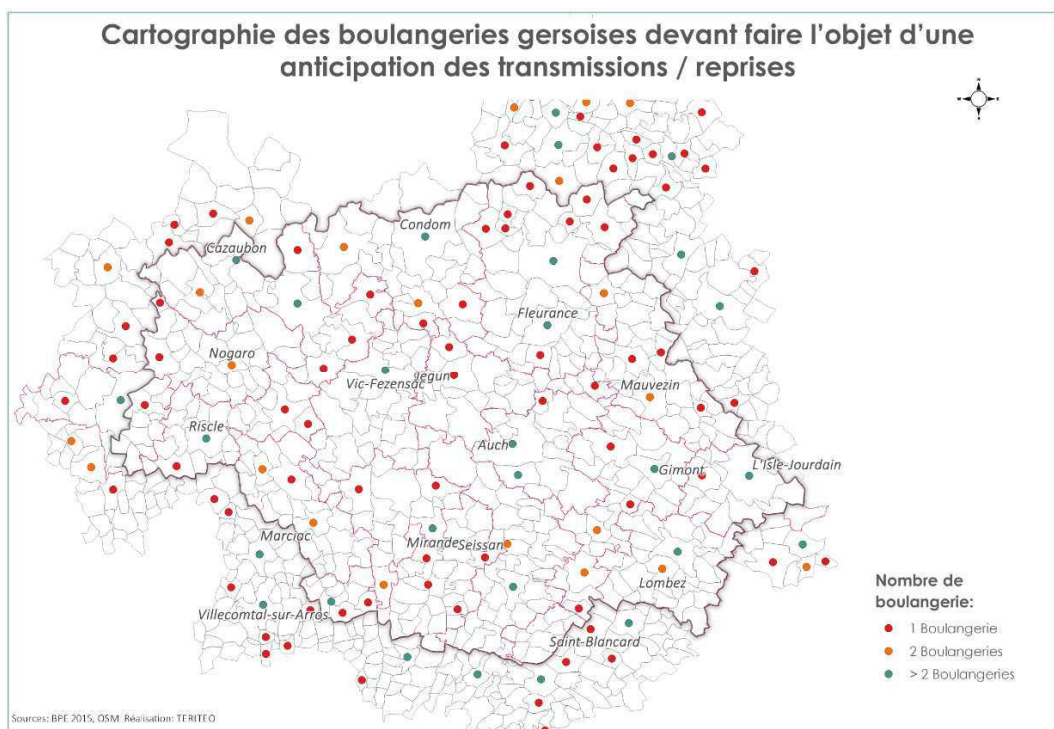 Cartographie des boulangeries gersoises devant faire l'objet d'une
anticipation des transmissions / reprises
N
W
E
S
Condom
Cazaubon
Fleurance
Nogaro
Jegun
Vic-Fezensac
Mauvezin
Riscle
Auch
Gimont
L'Isle-Jourdain
Marciac
Mirande
Seissan
Lombez
Villecomtal-sur-Arros
Saint-Blancard
Nombre de
boulangerie:
1 Boulangerie
2 Boulangeries
> 2 Boulangeries
Sources: BPE 2015, OSM Réalisation: TERITEO